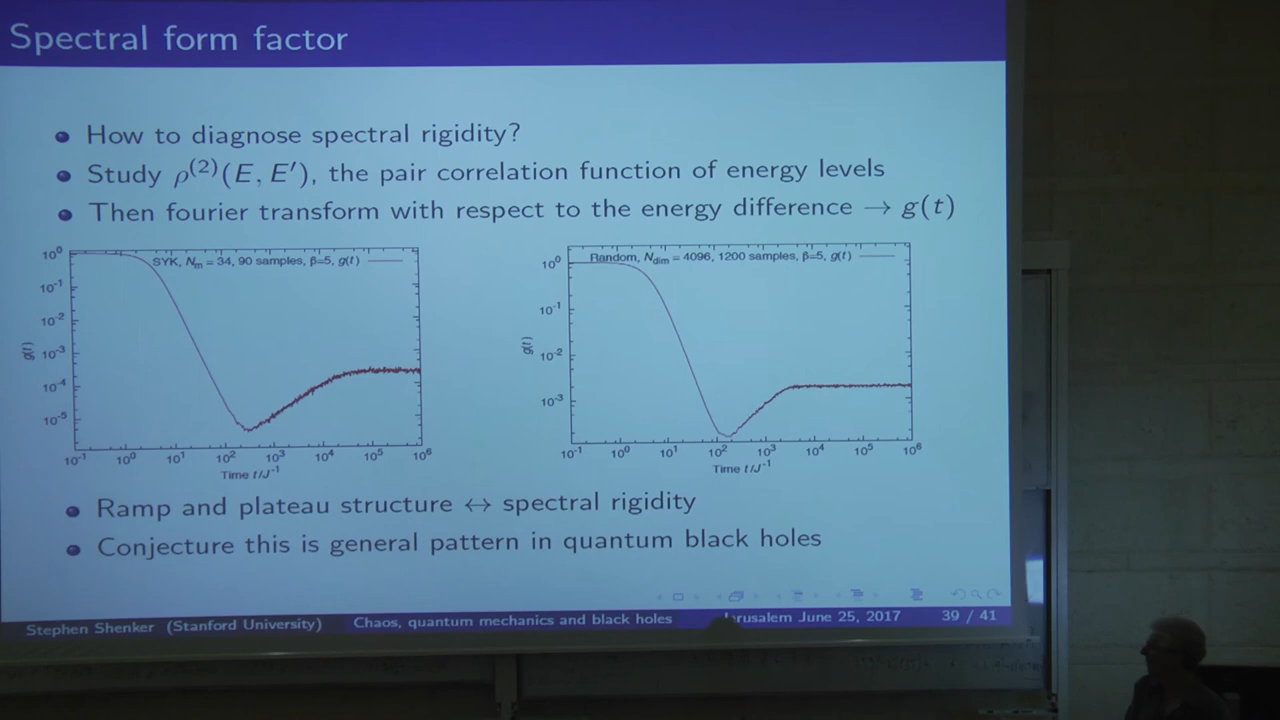 Spectral form factor
How to diagnose spectral rigidity?
Study ρ⁽²⁾(E, E′), the pair correlation function of energy levels
Then fourier transform with respect to the energy difference → g(t)
SYK, Nₘ = 34, 90 samples, β=5, g(t)
10⁰
10⁻¹
10⁻²
10⁻³
10⁻⁴
10⁻⁵
g(t)
10⁻¹ 10⁰ 10¹ 10² 10³ 10⁴ 10⁵ 10⁶
Time t/J⁻¹
Random, N_dim = 4096, 1200 samples, β=5, g(t)
10⁰
10⁻¹
10⁻²
10⁻³
g(t)
10⁻¹ 10⁰ 10¹ 10² 10³ 10⁴ 10⁵ 10⁶
Time t/J⁻¹
Ramp and plateau structure ↔ spectral rigidity
Conjecture this is general pattern in quantum black holes
Stephen Shenker (Stanford University) Chaos, quantum mechanics and black holes rusalem June 25, 2017 39 / 41